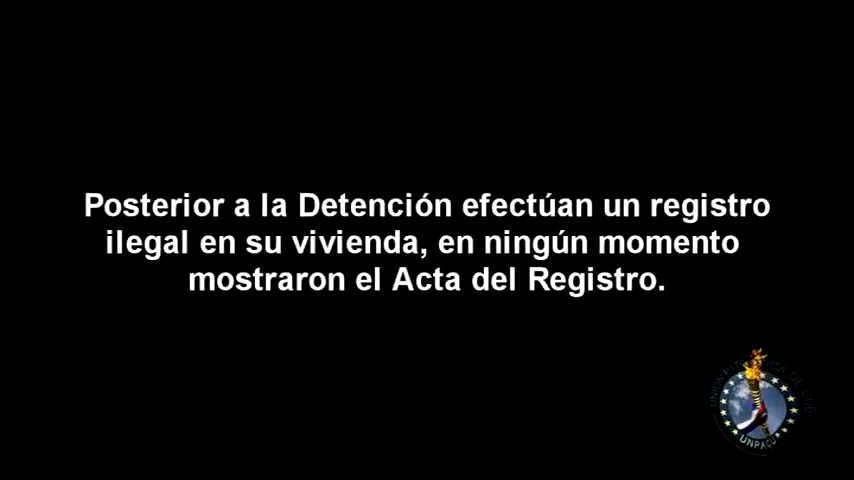 Posterior a la Detención efectúan un registro
ilegal en su vivienda, en ningún momento
mostraron el Acta del Registro.
UNPACU